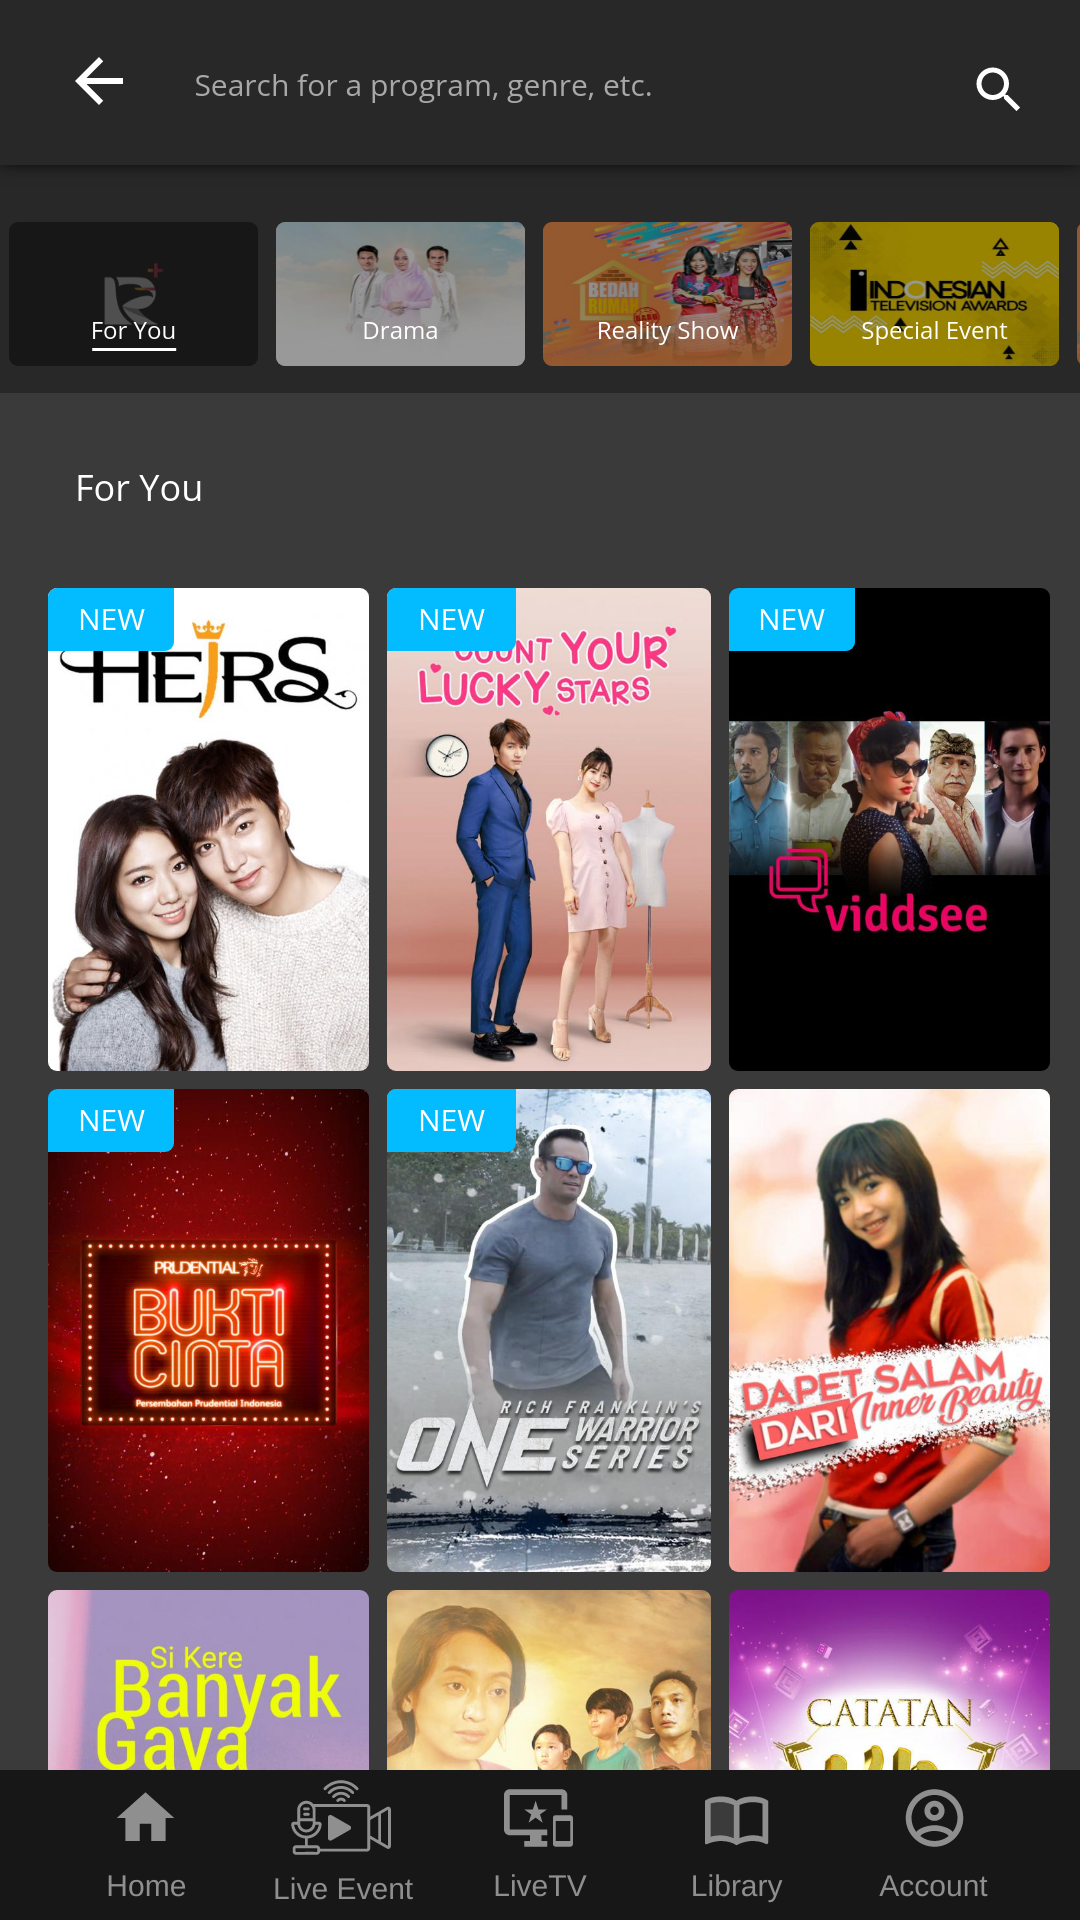 Search for a program, genre, etc.
R+
For You
Drama
BEDAH
RUMAH
BARU
Reality Show
INDONESIAN
TELEVISION AWARDS
Special Event
For You
NEW
HEIRS
NEW
COUNT YOUR
LUCKY STARS
NEW
viddsee
NEW
PRUDENTIAL
BUKTI
CINTA
Persembahan Prudential Indonesia
NEW
RICH FRANKLIN'S
ONE WARRIOR
SERIES
DAPET SALAM
DARI Inner Beauty
Si Kere
Banyak
Gaya
CATATAN
Home
Live Event
LiveTV
Library
Account